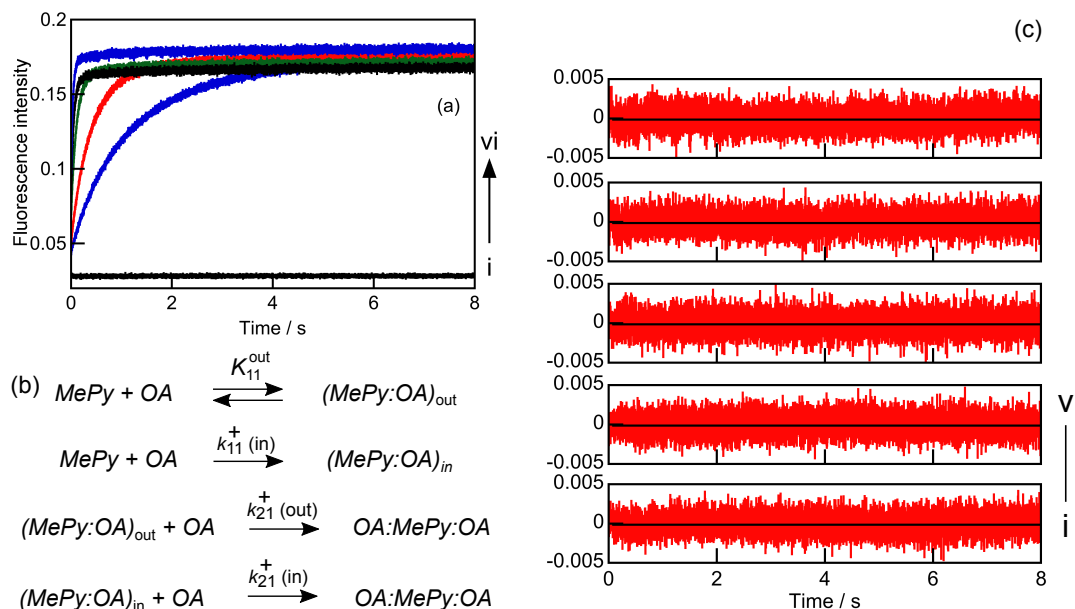 0.2
0.15
0.1
0.05
Fluorescence intensity
(a)
vi
i
0 2 4 6 8
Time / s
(b)
K11out
MePy + OA (MePy:OA)out
k+11 (in)
MePy + OA (MePy:OA)in
k+21 (out)
(MePy:OA)out + OA OA:MePy:OA
k+21 (in)
(MePy:OA)in + OA OA:MePy:OA
(c)
0.005
0
-0.005
0.005
0
-0.005
0.005
0
-0.005
0.005
0
-0.005
0.005
0
-0.005
v
i
0 2 4 6 8
Time / s